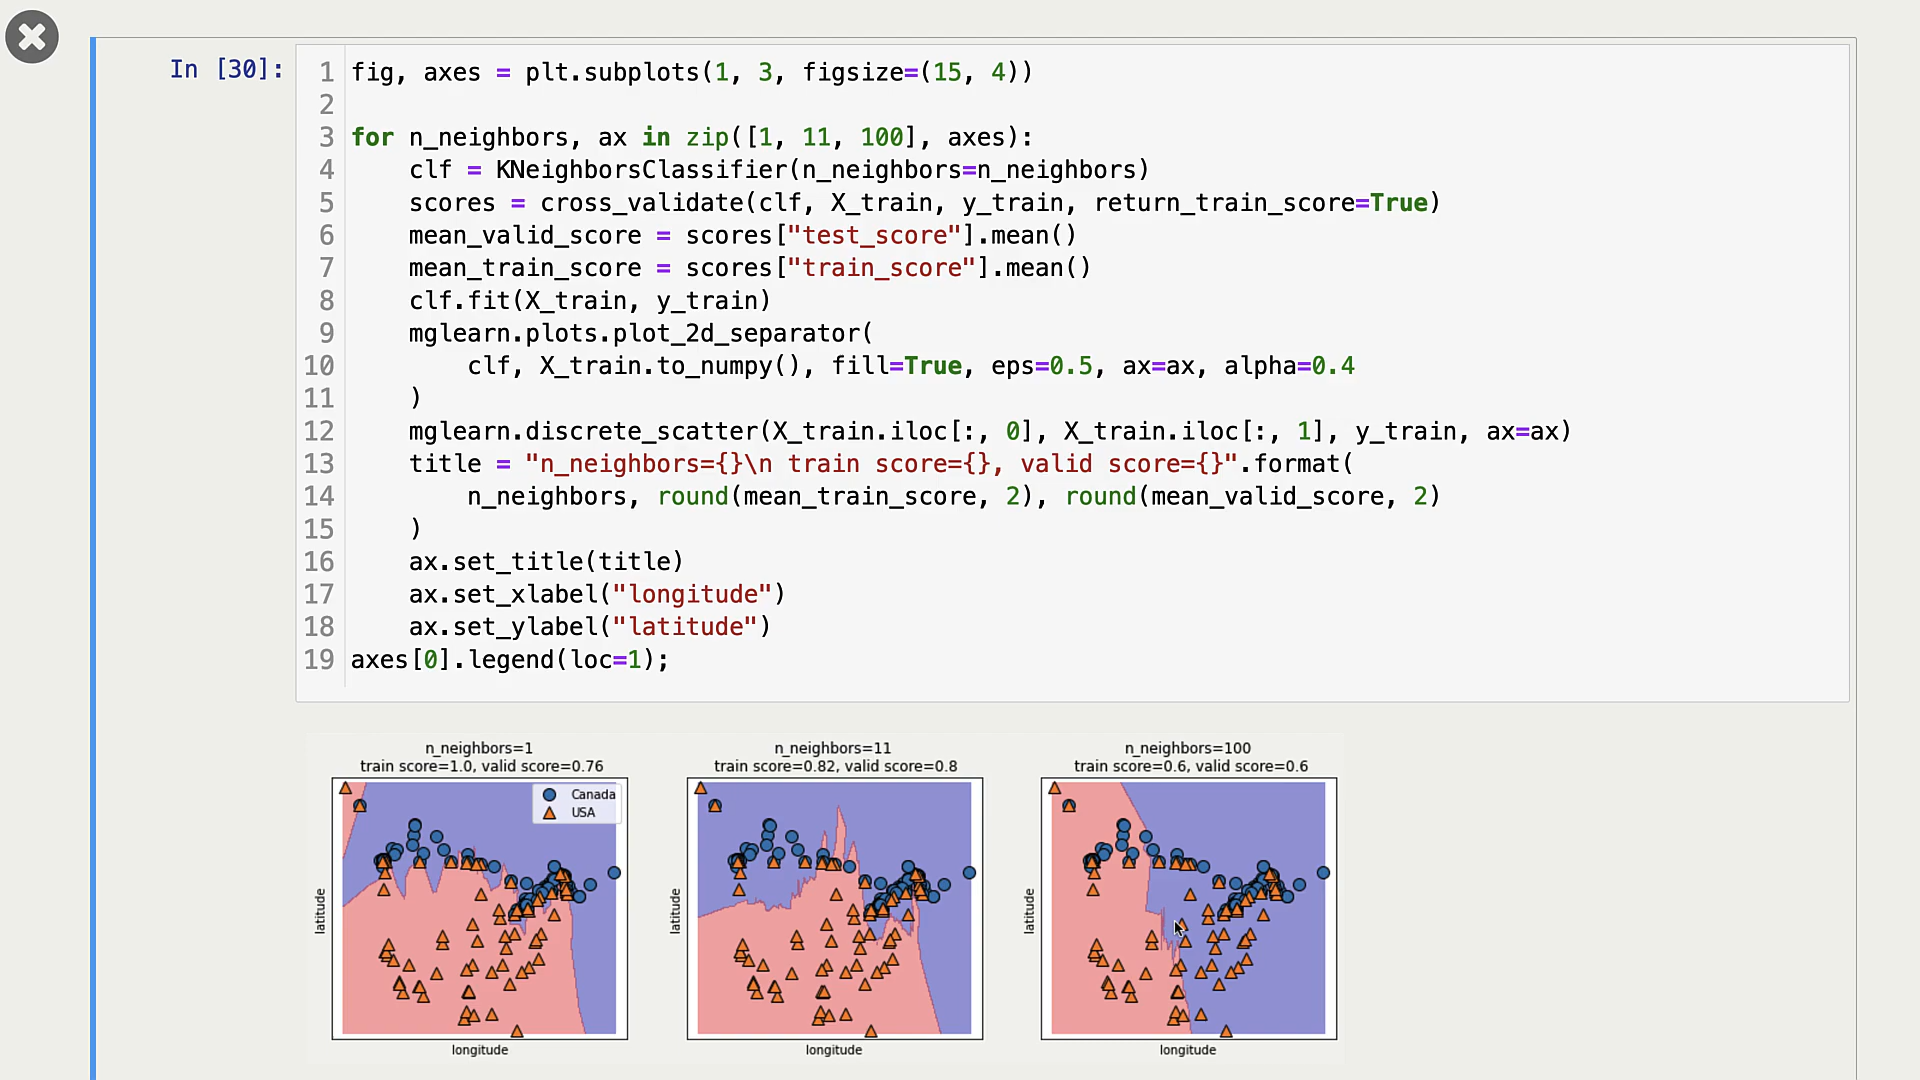 In [30]:
1 fig, axes = plt.subplots(1, 3, figsize=(15, 4))
2
3 for n_neighbors, ax in zip([1, 11, 100], axes):
4     clf = KNeighborsClassifier(n_neighbors=n_neighbors)
5     scores = cross_validate(clf, X_train, y_train, return_train_score=True)
6     mean_valid_score = scores["test_score"].mean()
7     mean_train_score = scores["train_score"].mean()
8     clf.fit(X_train, y_train)
9     mglearn.plots.plot_2d_separator(
10         clf, X_train.to_numpy(), fill=True, eps=0.5, ax=ax, alpha=0.4
11     )
12     mglearn.discrete_scatter(X_train.iloc[:, 0], X_train.iloc[:, 1], y_train, ax=ax)
13     title = "n_neighbors={}\n train score={}, valid score={}".format(
14         n_neighbors, round(mean_train_score, 2), round(mean_valid_score, 2)
15     )
16     ax.set_title(title)
17     ax.set_xlabel("longitude")
18     ax.set_ylabel("latitude")
19 axes[0].legend(loc=1);
n_neighbors=1
train score=1.0, valid score=0.76
Canada
USA
latitude
longitude
n_neighbors=11
train score=0.82, valid score=0.8
latitude
longitude
n_neighbors=100
train score=0.6, valid score=0.6
latitude
longitude